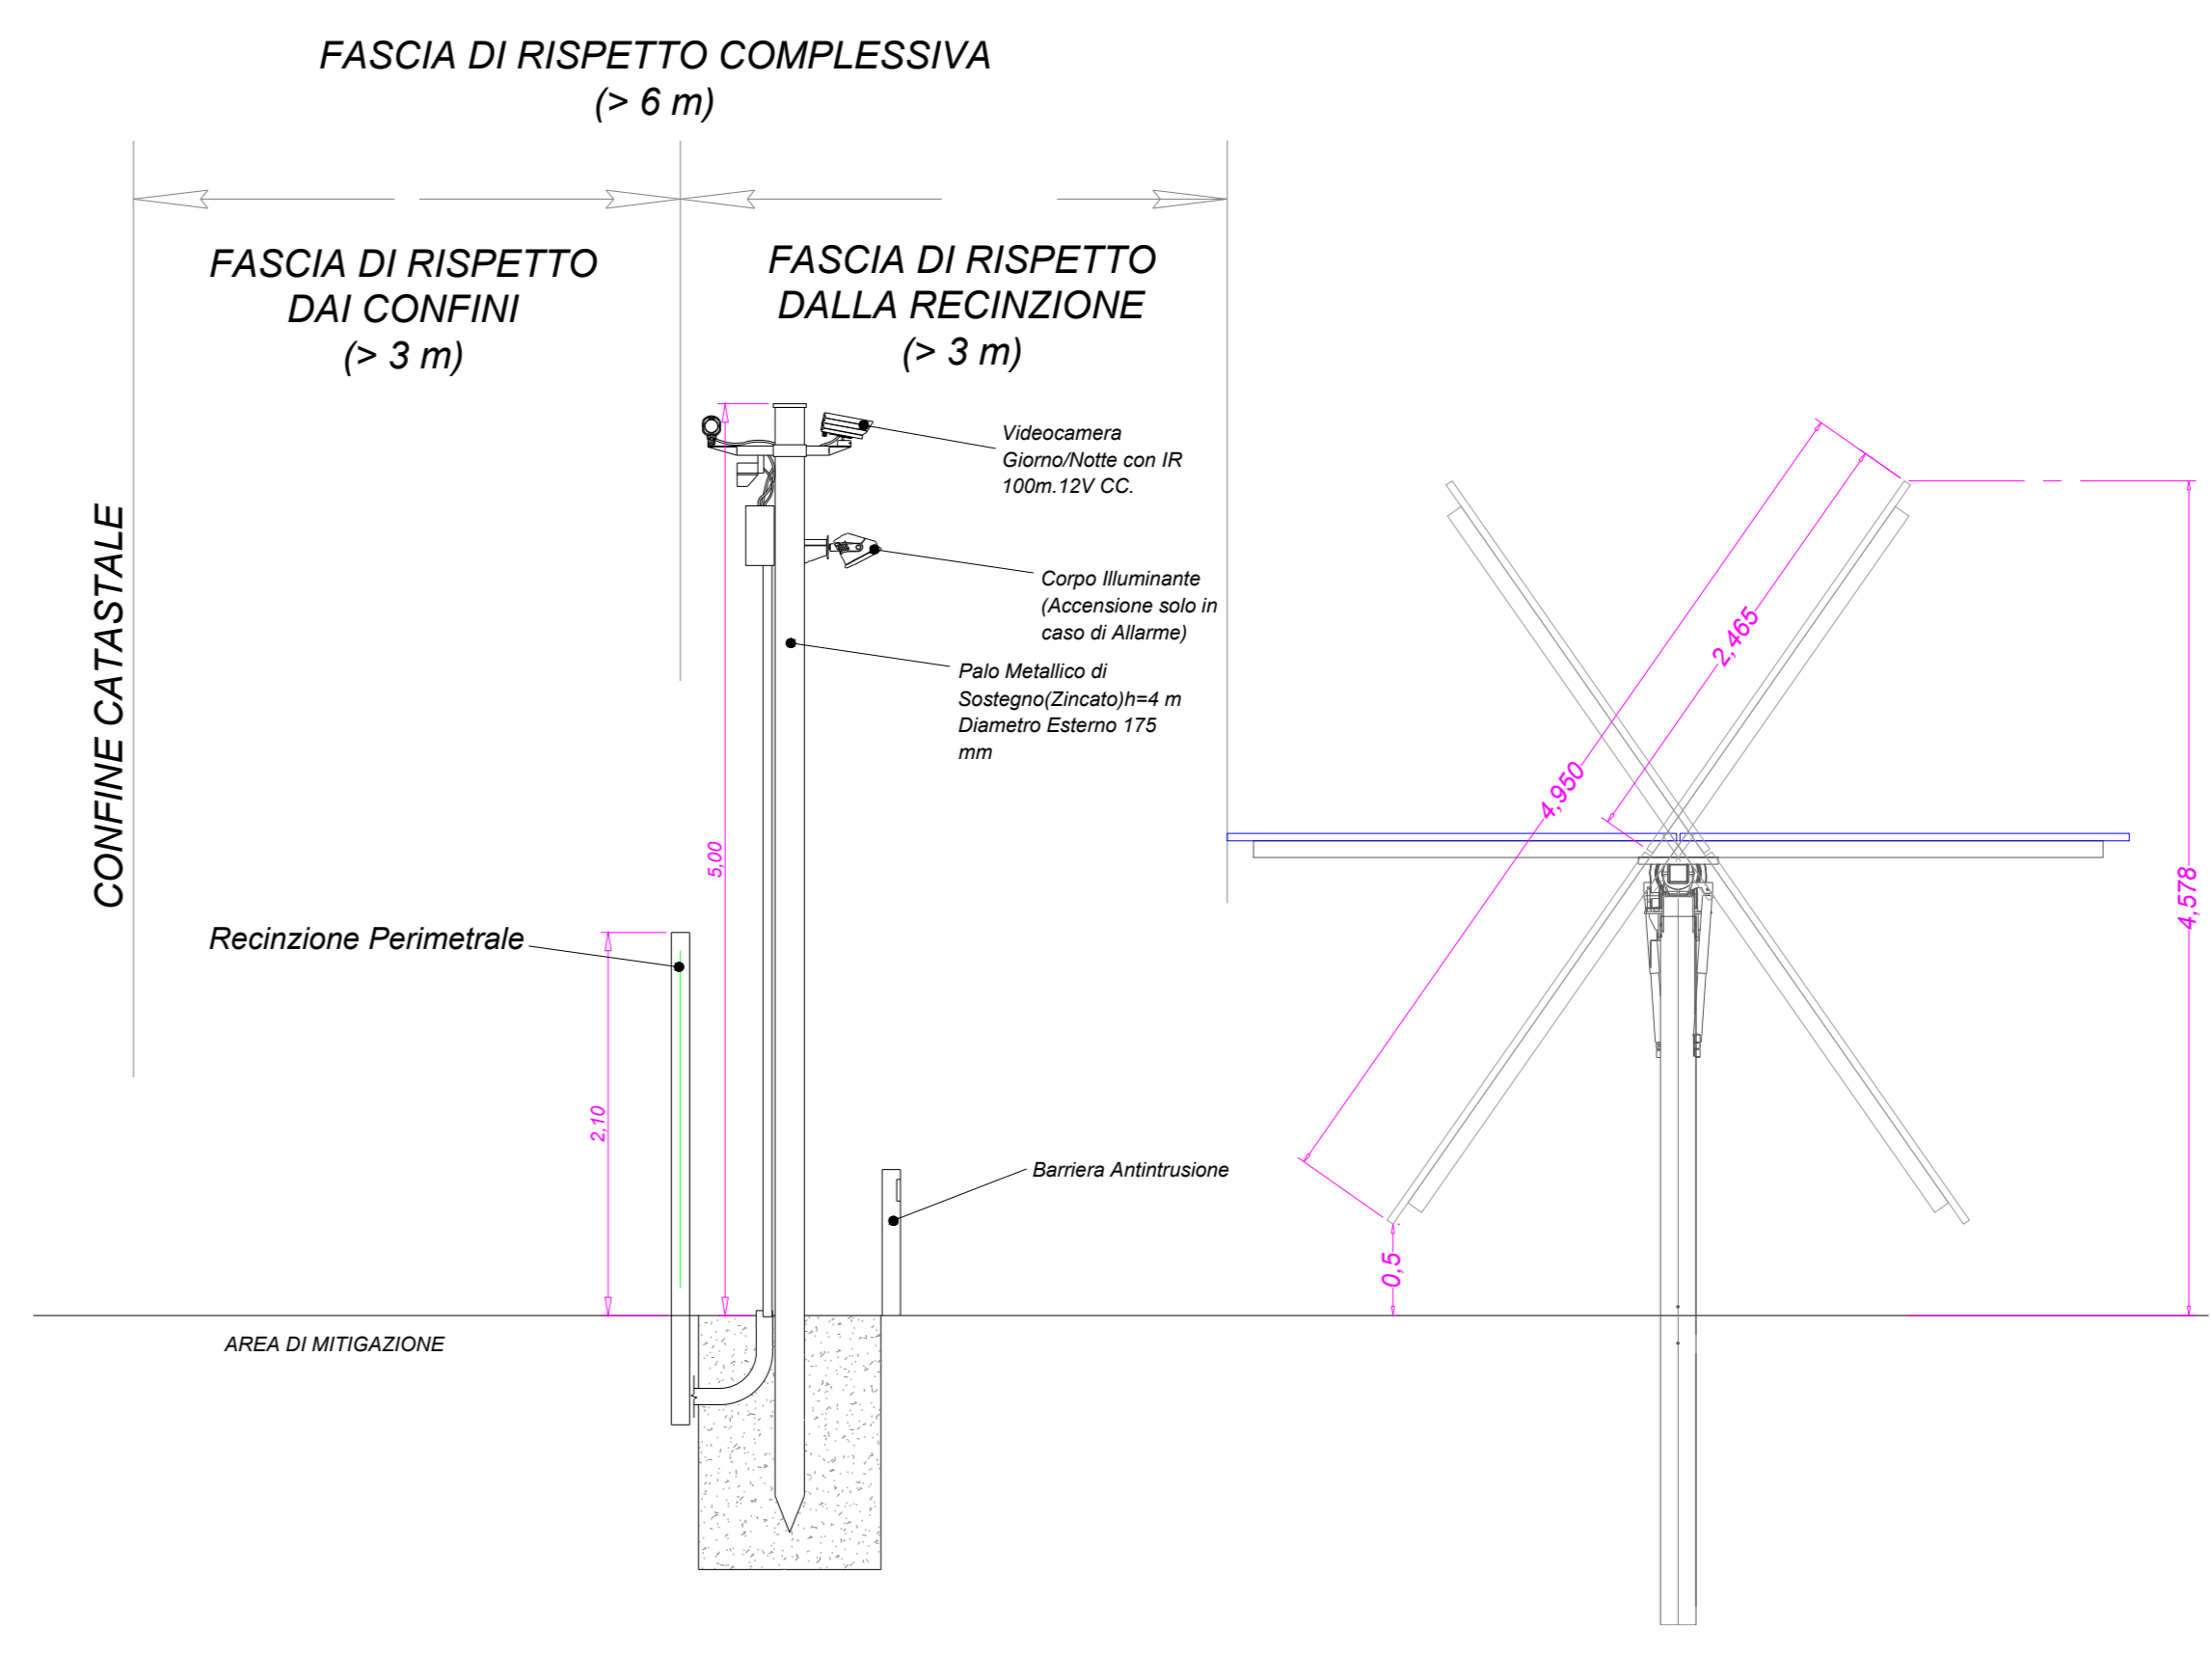 FASCIA DI RISPETTO COMPLESSIVA
(> 6 m)
FASCIA DI RISPETTO
DAI CONFINI
(> 3 m)
FASCIA DI RISPETTO
DALLA RECINZIONE
(> 3 m)
CONFINE CATASTALE
Videocamera
Giorno/Notte con IR
100m.12V CC.
Corpo Illuminante
(Accensione solo in
caso di Allarme)
Palo Metallico di
Sostegno(Zincato)h=4 m
Diametro Esterno 175
mm
5,00
Recinzione Perimetrale
2,10
Barriera Antintrusione
AREA DI MITIGAZIONE
2,465
4,950
4,578
0,5